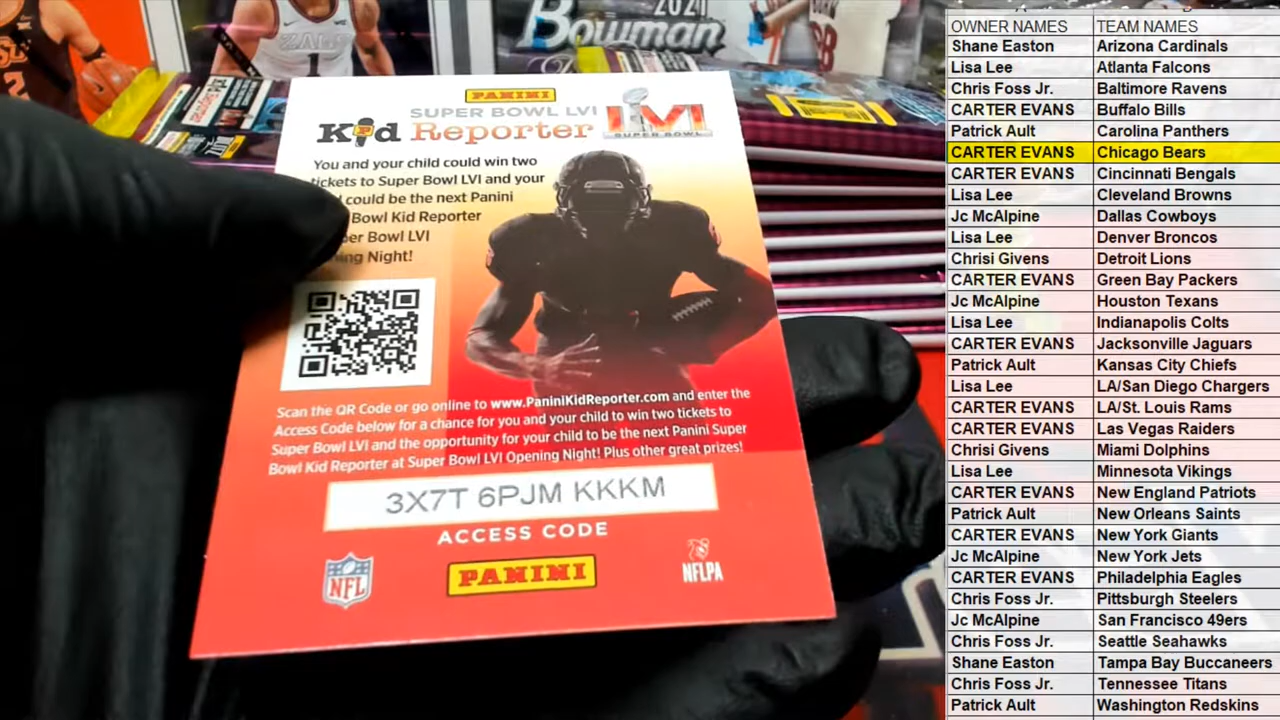 2021
Bowman
PANINI
SUPER BOWL LVI
Kid Reporter
LVI
SUPER BOWL
You and your child could win two
tickets to Super Bowl LVI and your
could be the next Panini
Bowl Kid Reporter
Bowl LVI
Night!
Scan the QR Code or go online to www.PaniniKidReporter.com and enter the
Access Code below for a chance for you and your child to win two tickets to
Super Bowl LVI and the opportunity for your child to be the next Panini Super
Bowl Kid Reporter at Super Bowl LVI Opening Night! Plus other great prizes!
3X7T 6PJM KKKM
ACCESS CODE
NFL
PANINI
NFLPA
OWNER NAMES TEAM NAMES
Shane Easton Arizona Cardinals
Lisa Lee Atlanta Falcons
Chris Foss Jr. Baltimore Ravens
CARTER EVANS Buffalo Bills
Patrick Ault Carolina Panthers
CARTER EVANS Chicago Bears
CARTER EVANS Cincinnati Bengals
Lisa Lee Cleveland Browns
Jc McAlpine Dallas Cowboys
Lisa Lee Denver Broncos
Chrisi Givens Detroit Lions
CARTER EVANS Green Bay Packers
Jc McAlpine Houston Texans
Lisa Lee Indianapolis Colts
CARTER EVANS Jacksonville Jaguars
Patrick Ault Kansas City Chiefs
Lisa Lee LA/San Diego Chargers
CARTER EVANS LA/St. Louis Rams
CARTER EVANS Las Vegas Raiders
Chrisi Givens Miami Dolphins
Lisa Lee Minnesota Vikings
CARTER EVANS New England Patriots
Patrick Ault New Orleans Saints
CARTER EVANS New York Giants
Jc McAlpine New York Jets
CARTER EVANS Philadelphia Eagles
Chris Foss Jr. Pittsburgh Steelers
Jc McAlpine San Francisco 49ers
Chris Foss Jr. Seattle Seahawks
Shane Easton Tampa Bay Buccaneers
Chris Foss Jr. Tennessee Titans
Patrick Ault Washington Redskins